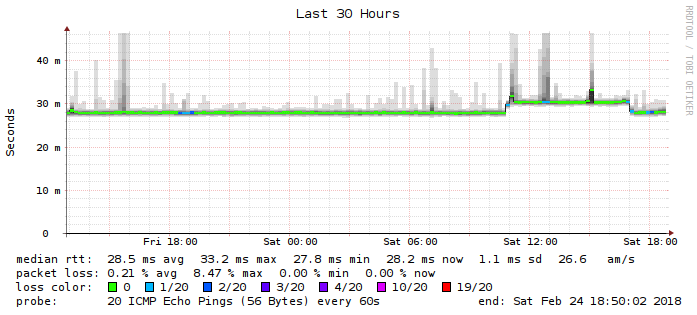 Last 30 Hours
RRDTOOL / TOBI OETIKER
Seconds
40 m
30 m
20 m
10 m
0
Fri 18:00 Sat 00:00 Sat 06:00 Sat 12:00 Sat 18:00
median rtt: 28.5 ms avg 33.2 ms max 27.8 ms min 28.2 ms now 1.1 ms sd 26.6 am/s
packet loss: 0.21 % avg 8.47 % max 0.00 % min 0.00 % now
loss color: 0 1/20 2/20 3/20 4/20 10/20 19/20
probe: 20 ICMP Echo Pings (56 Bytes) every 60s end: Sat Feb 24 18:50:02 2018